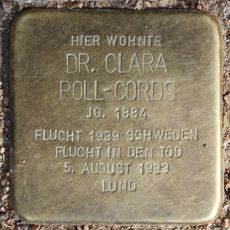 HIER WOHNTE
DR. CLARA
POLL-CORDS
JG. 1884
FLUCHT 1939 SCHWEDEN
FLUCHT IN DEN TOD
5. AUGUST 1939
LUND